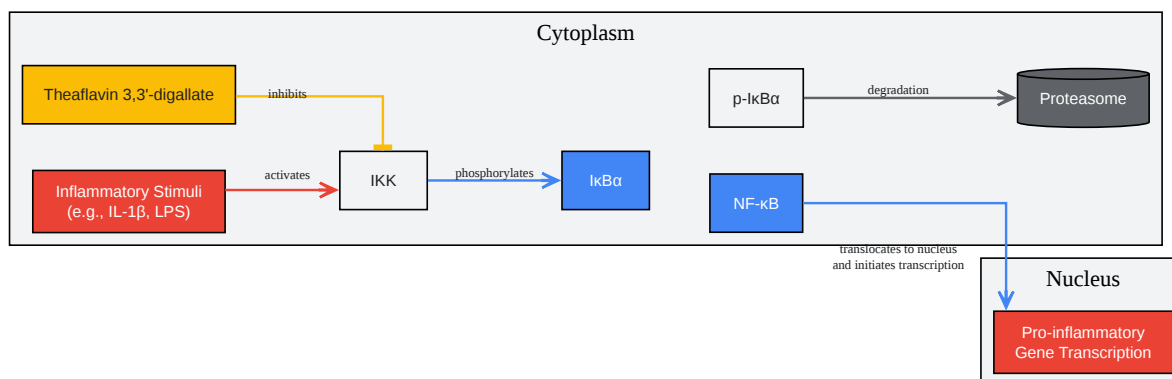 Cytoplasm
Theaflavin 3,3'-digallate
inhibits
p-IκBα
degradation
Proteasome
Inflammatory Stimuli
(e.g., IL-1β, LPS)
activates
IKK
phosphorylates
IκBα
NF-κB
translocates to nucleus
and initiates transcription
Nucleus
Pro-inflammatory
Gene Transcription